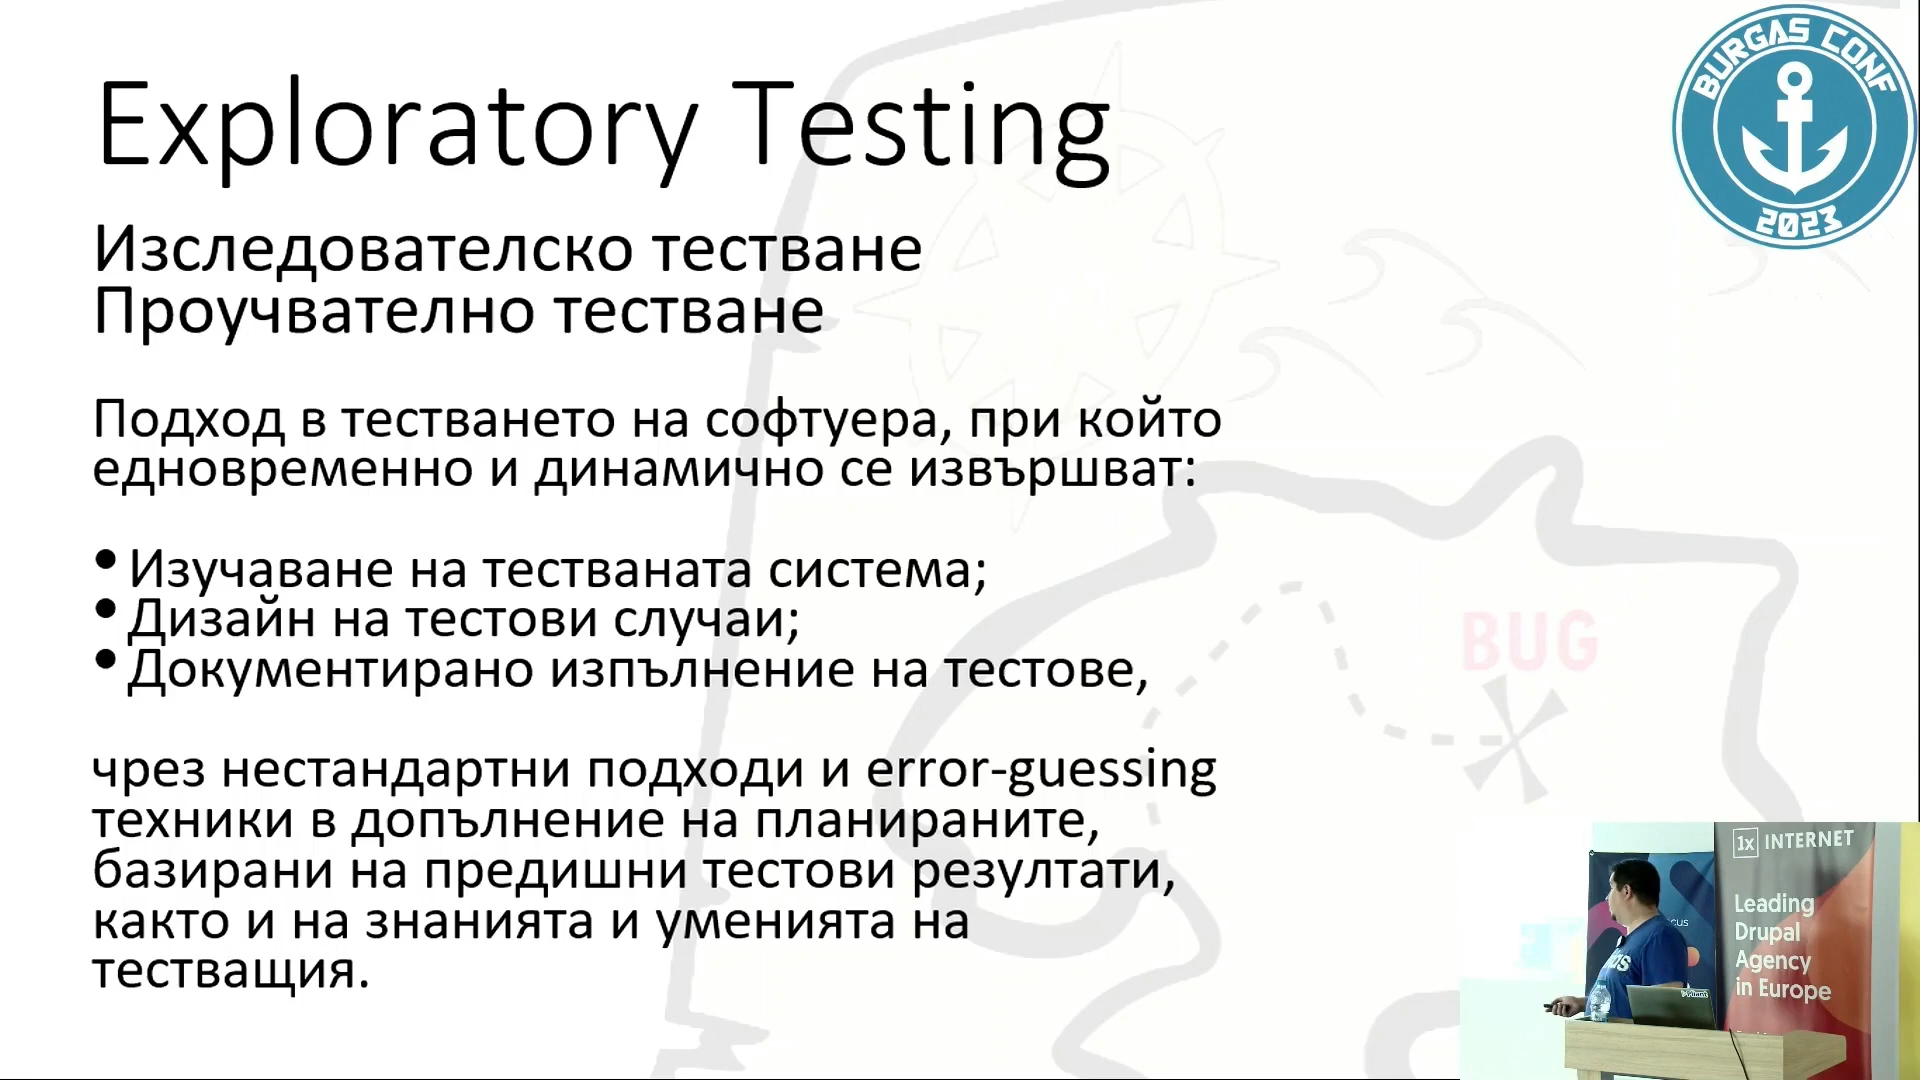 Exploratory Testing
BURGAS CONF
2023
Изследователско тестване
Проучвателно тестване
Подход в тестването на софтуера, при който
едновременно и динамично се извършват:
•Изучаване на тестваната система;
•Дизайн на тестови случаи;
•Документирано изпълнение на тестове,
BUG
чрез нестандартни подходи и error-guessing
техники в допълнение на планираните,
базирани на предишни тестови резултати,
както и на знанията и уменията на
тестващия.
1x INTERNET
Leading
Drupal
Agency
in Europe